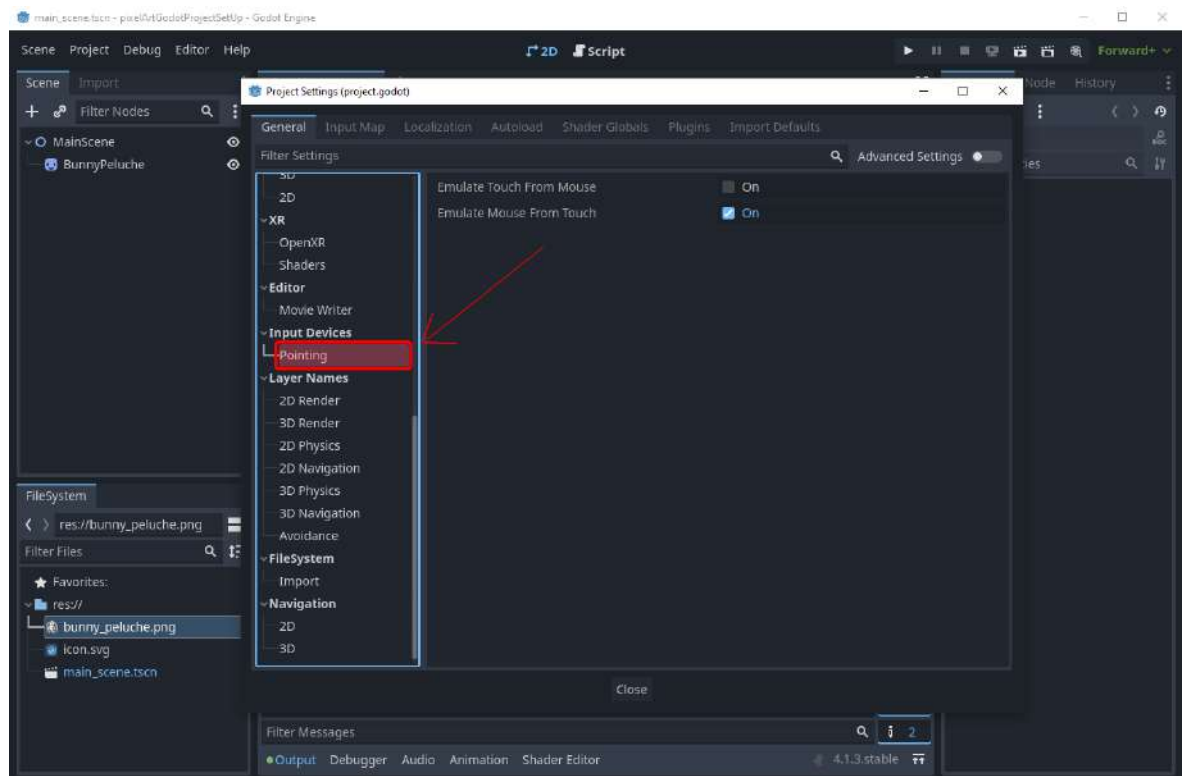 main_scene.tscn - pixelArtGodotProjectSetUp - Godot Engine
Scene Project Debug Editor Help
2D Script
Forward+
Scene Import
Node History
Filter Nodes
MainScene
BunnyPeluche
Project Settings (project.godot)
General Input Map Localization Autoload Shader Globals Plugins Import Defaults
Filter Settings
Advanced Settings
3D
2D
XR
OpenXR
Shaders
Editor
Movie Writer
Input Devices
Pointing
Layer Names
2D Render
3D Render
2D Physics
2D Navigation
3D Physics
3D Navigation
Avoidance
FileSystem
Import
Navigation
2D
3D
Emulate Touch From Mouse On
Emulate Mouse From Touch On
Close
FileSystem
res://bunny_peluche.png
Filter Files
Favorites:
res://
bunny_peluche.png
icon.svg
main_scene.tscn
Filter Messages
2
Output Debugger Audio Animation Shader Editor
4.1.3.stable